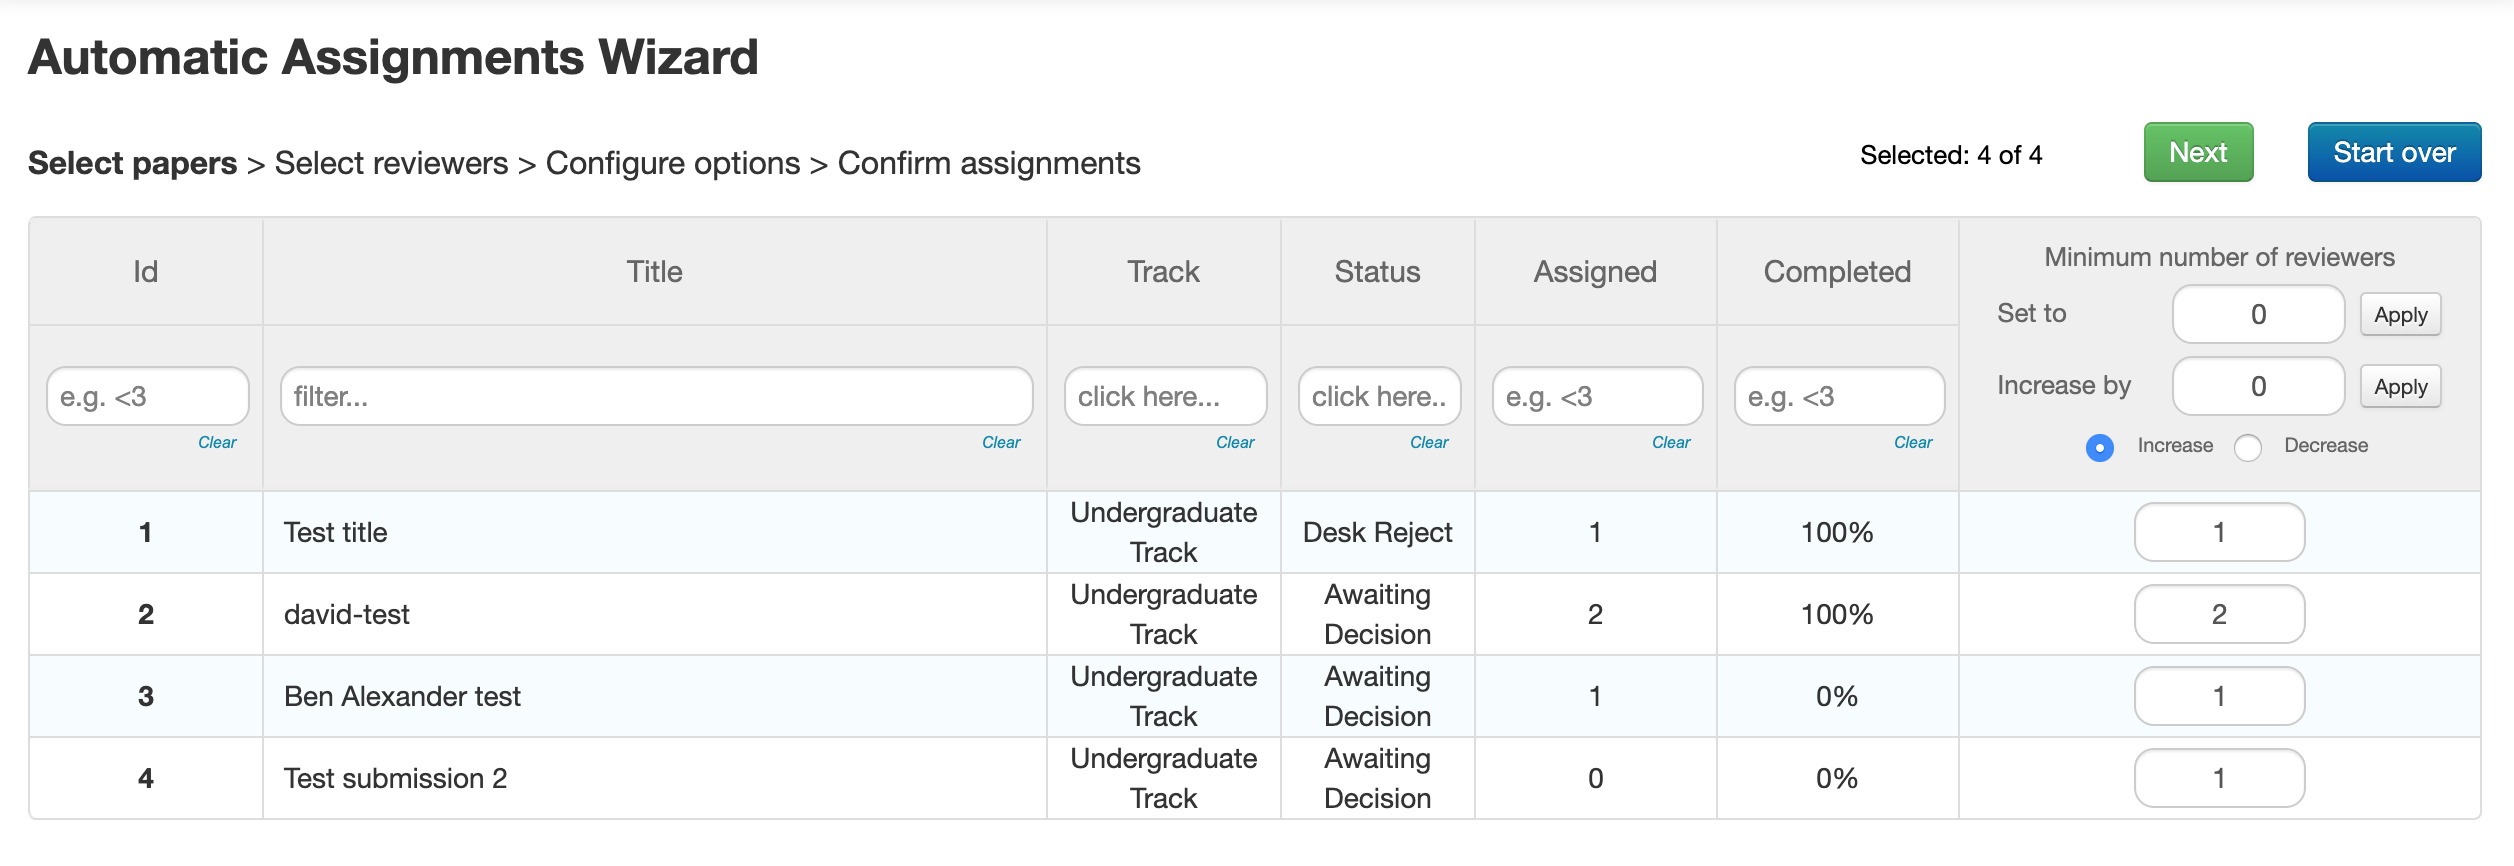 Automatic Assignments Wizard
Select papers > Select reviewers > Configure options > Confirm assignments
Selected: 4 of 4
Next
Start over
Id
Title
Track
Status
Assigned
Completed
Minimum number of reviewers
Set to
0
Apply
Increase by
0
Apply
Increase
Decrease
e.g. <3
filter...
click here...
click here..
e.g. <3
e.g. <3
Clear
Clear
Clear
Clear
Clear
Clear
1
Test title
Undergraduate
Track
Desk Reject
1
100%
1
2
david-test
Undergraduate
Track
Awaiting
Decision
2
100%
2
3
Ben Alexander test
Undergraduate
Track
Awaiting
Decision
1
0%
1
4
Test submission 2
Undergraduate
Track
Awaiting
Decision
0
0%
1